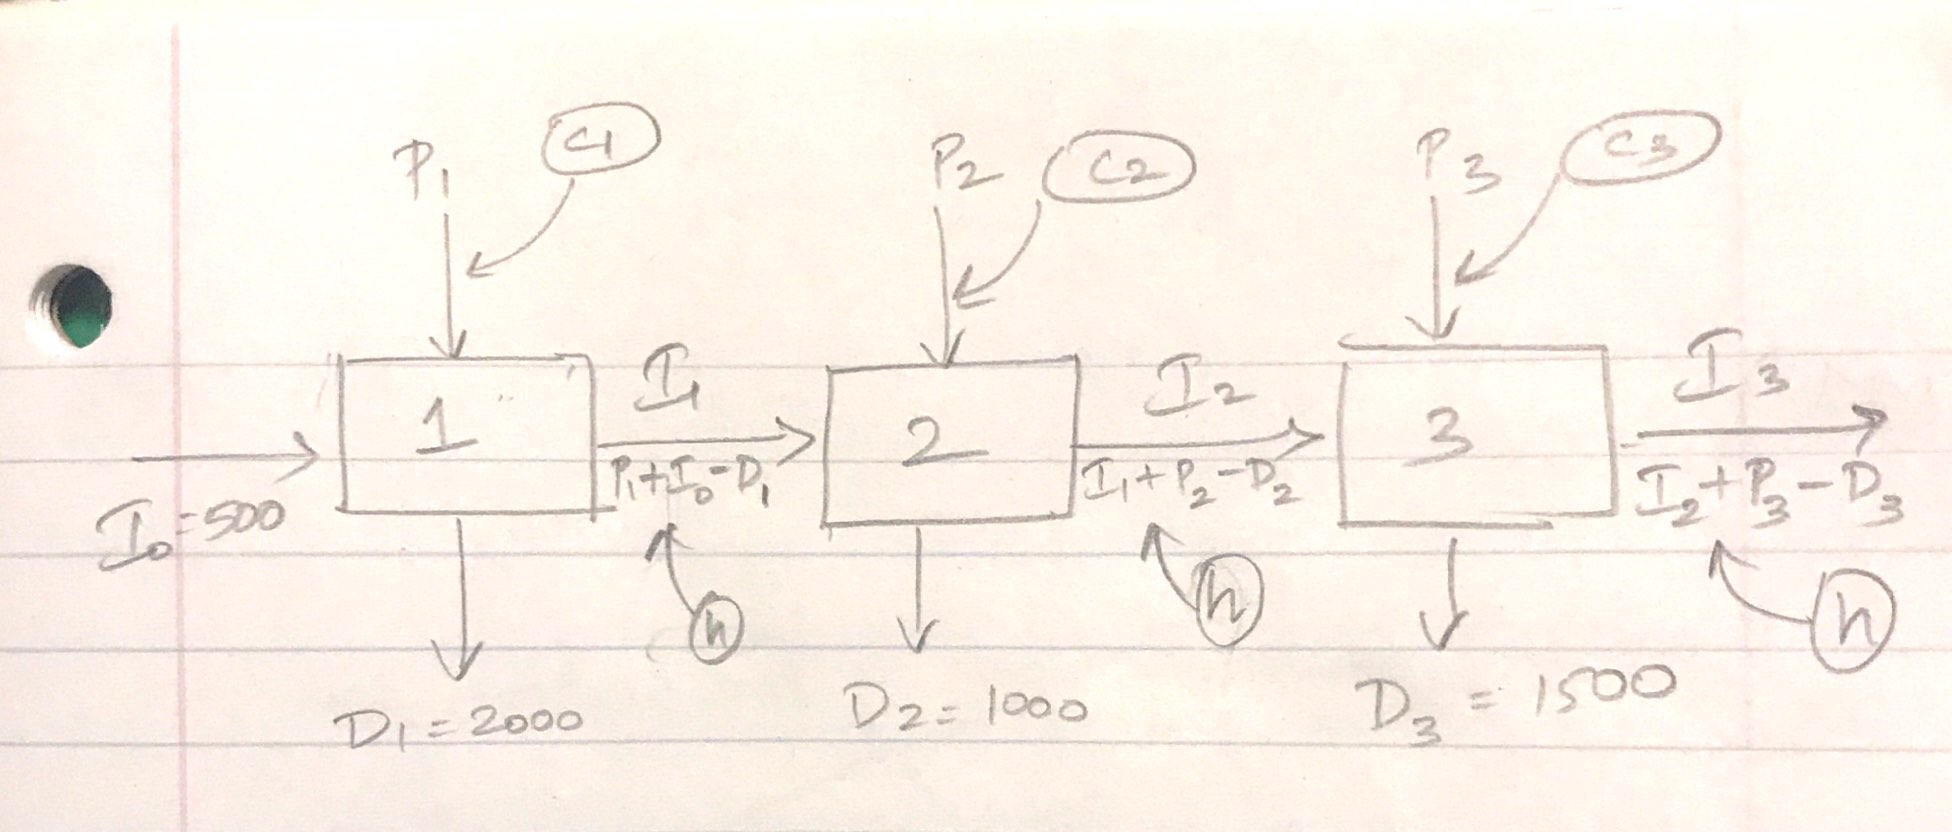 P₁ C1 P2 C2 P3 C3
I₁ I2 I3
1 2 3
I₀=500 P₁+I₀-D₁ I₁+P₂-D₂ I₂+P₃-D₃
h h h
D₁=2000 D2=1000 D₃=1500